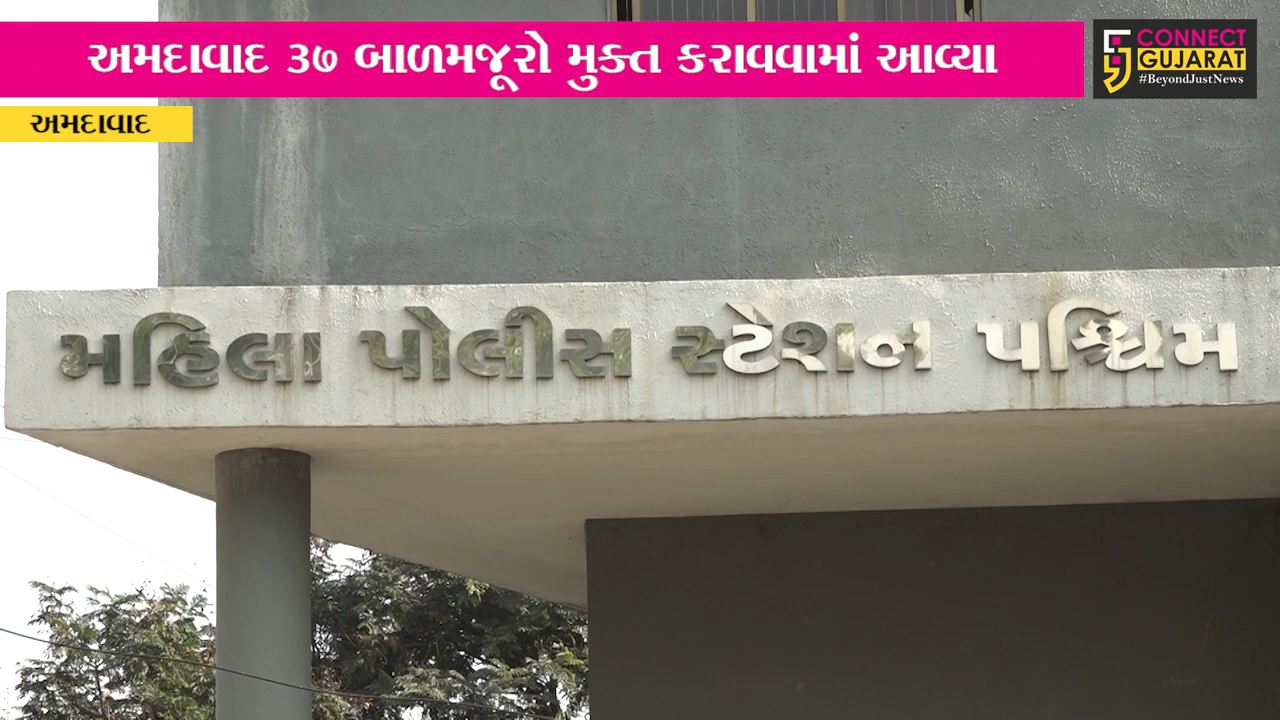 અમદાવાદ ૩૭ બાળમજૂરો મુક્ત કરાવવામાં આવ્યા
CONNECT
GUJARAT
#BeyondJustNews
અમદાવાદ
મહિલા પોલીસ સ્ટેશન પશ્ચિમ